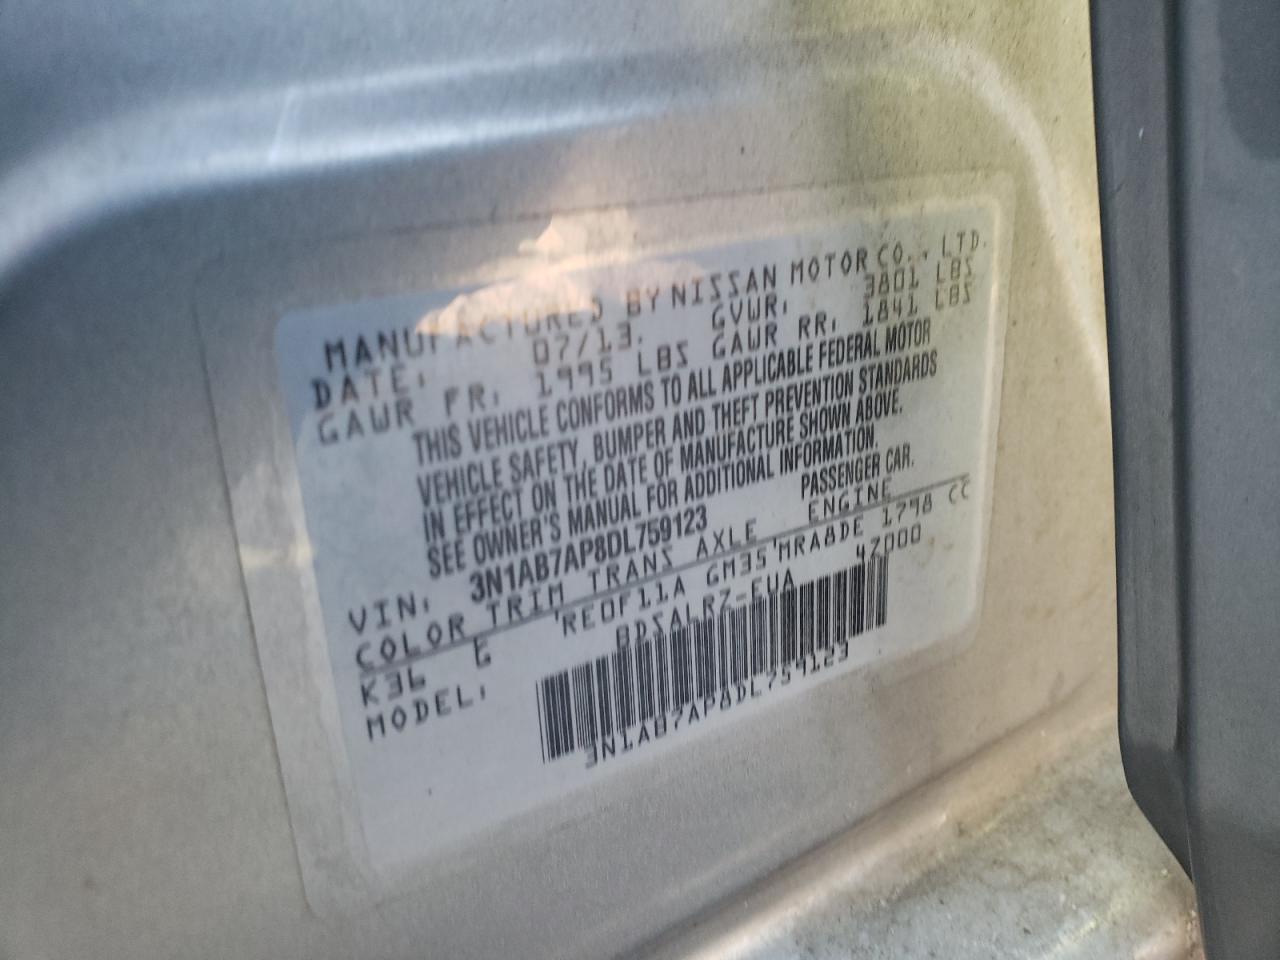 MANUFACTURED BY NISSAN MOTOR CO., LTD.
DATE: 07/13. GVWR: 3801 LBS
GAWR FR: 1995 LBS GAWR RR: 1841 LBS
THIS VEHICLE CONFORMS TO ALL APPLICABLE FEDERAL MOTOR
VEHICLE SAFETY, BUMPER AND THEFT PREVENTION STANDARDS
IN EFFECT ON THE DATE OF MANUFACTURE SHOWN ABOVE.
SEE OWNER'S MANUAL FOR ADDITIONAL INFORMATION.
VIN: 3N1AB7AP8DL759123 PASSENGER CAR.
COLOR TRIM TRANS AXLE ENGINE
K36 G RE0F11A GM35 MRA8DE 1798 CC
MODEL: BDSALRZ-EUA 42000
3N1AB7AP8DL759123